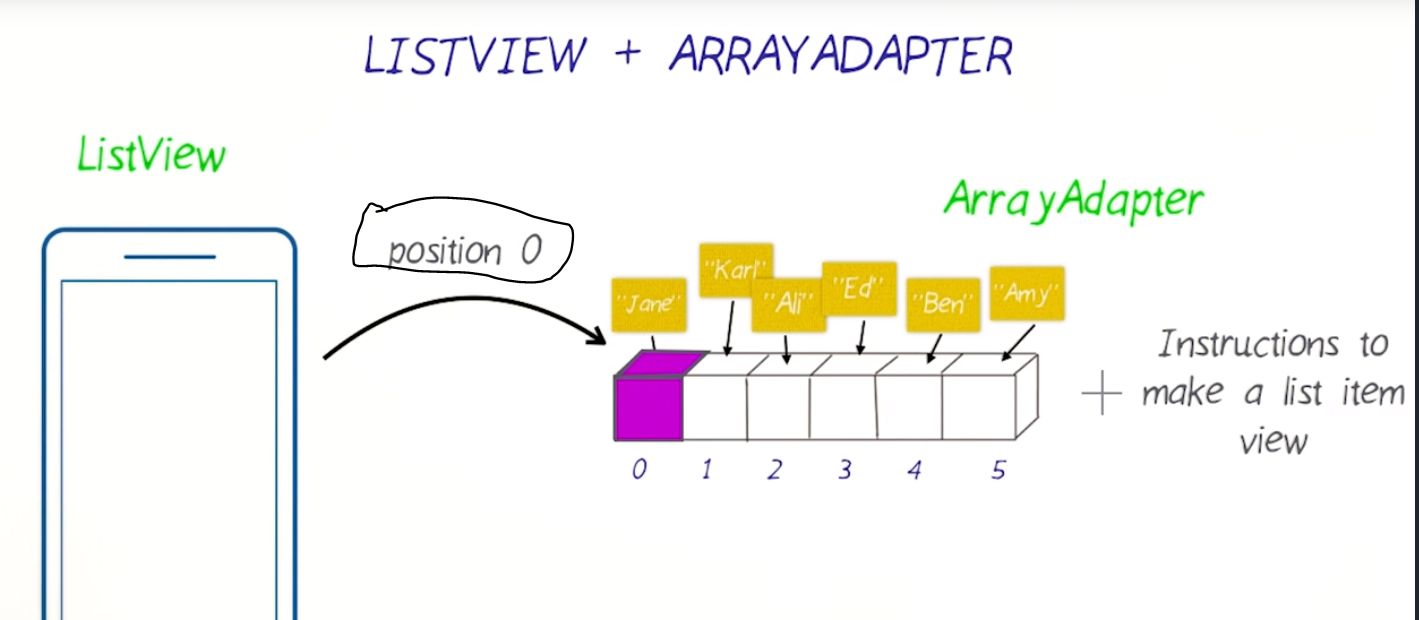 LISTVIEW + ARRAYADAPTER
ListView
ArrayAdapter
position 0
"Jane"
"Karl"
"Ali"
"Ed"
"Ben"
"Amy"
0 1 2 3 4 5
+
Instructions to
make a list item
view